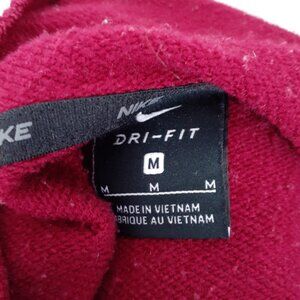 KE
NIKE
DRI-FIT
M
M M M
MADE IN VIETNAM
BRIQUE AU VIETNAM